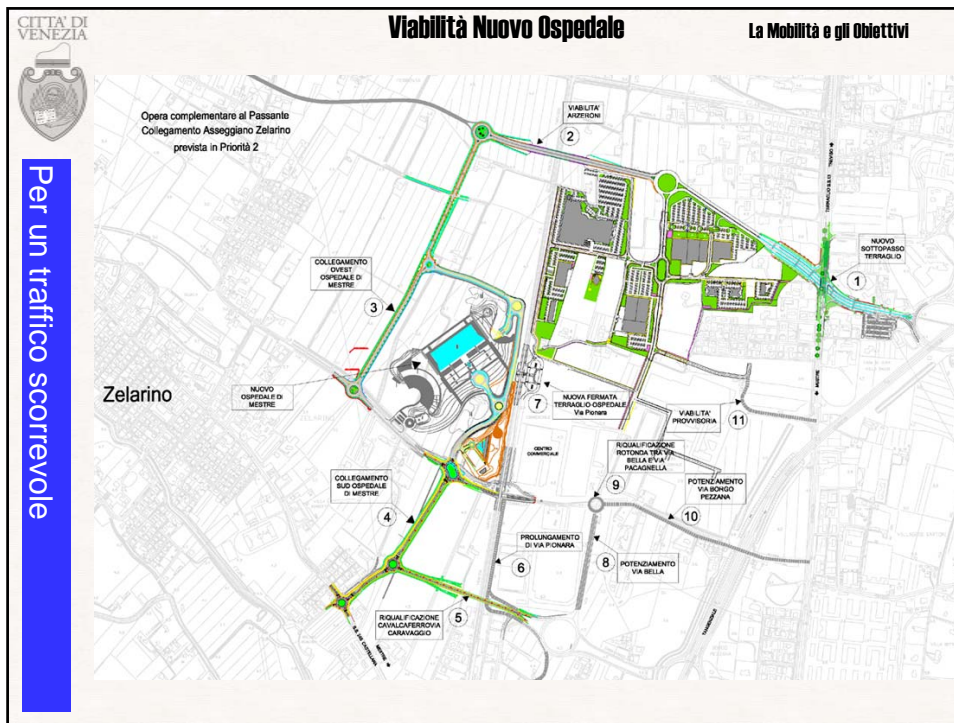 CITTA' DI
VENEZIA
Viabilità Nuovo Ospedale
La Mobilità e gli Obiettivi
Per un traffico scorrevole
Opera complementare al Passante
Collegamento Asseggiano Zelarino
prevista in Priorità 2
VIABILITA'
ARZERONI
2
NUOVO
SOTTOPASSO
TERRAGLIO
1
COLLEGAMENTO
OVEST
OSPEDALE DI
MESTRE
3
Zelarino
NUOVO
OSPEDALE DI
MESTRE
7
NUOVA FERMATA
TERRAGLIO OSPEDALE
Via Pionara
VIABILITA'
PROVVISORIA
11
MESTRE
CENTRO
COMMERCIALE
RIQUALIFICAZIONE
ROTONDA TRA VIA
BELLA E VIA
PACAGNELLA
9
POTENZIAMENTO
VIA BORGO
PEZZANA
10
COLLEGAMENTO
SUD OSPEDALE
DI MESTRE
4
PROLUNGAMENTO
DI VIA PIONARA
6
8
POTENZIAMENTO
VIA BELLA
5
RIQUALIFICAZIONE
CAVALCAFERROVIA
CARAVAGGIO
MESTRE
TANGENZIALE